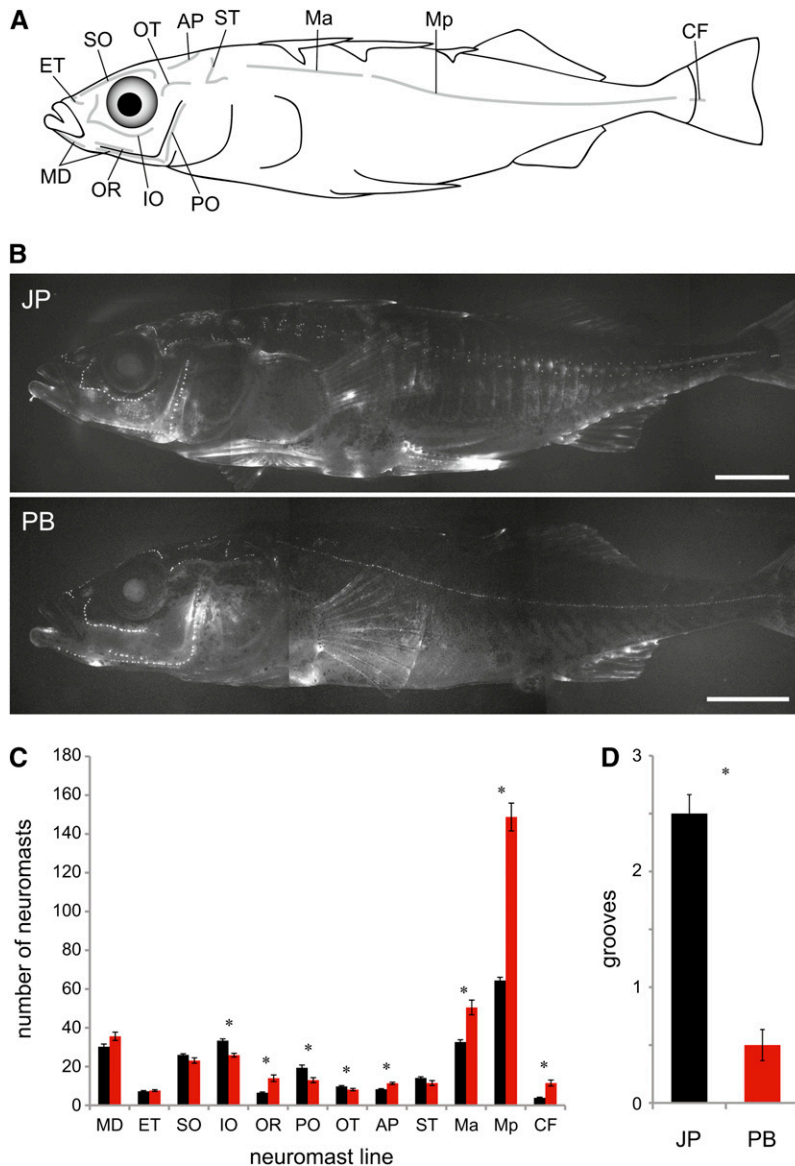 A
ET
SO
OT
AP
ST
Ma
Mp
CF
MD
OR
IO
PO
B
JP
PB
C
number of neuromasts
180
160
140
120
100
80
60
40
20
0
*
*
*
*
*
*
*
*
MD ET SO IO OR PO OT AP ST Ma Mp CF
neuromast line
D
grooves
3
2
1
0
*
JP PB